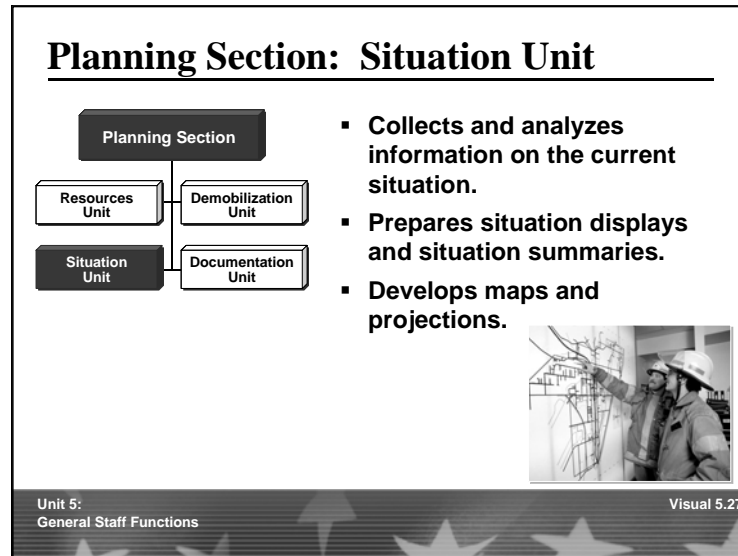 Planning Section: Situation Unit
Planning Section
Resources
Unit
Demobilization
Unit
Situation
Unit
Documentation
Unit
▪ Collects and analyzes
information on the current
situation.
▪ Prepares situation displays
and situation summaries.
▪ Develops maps and
projections.
Unit 5:
General Staff Functions
Visual 5.27